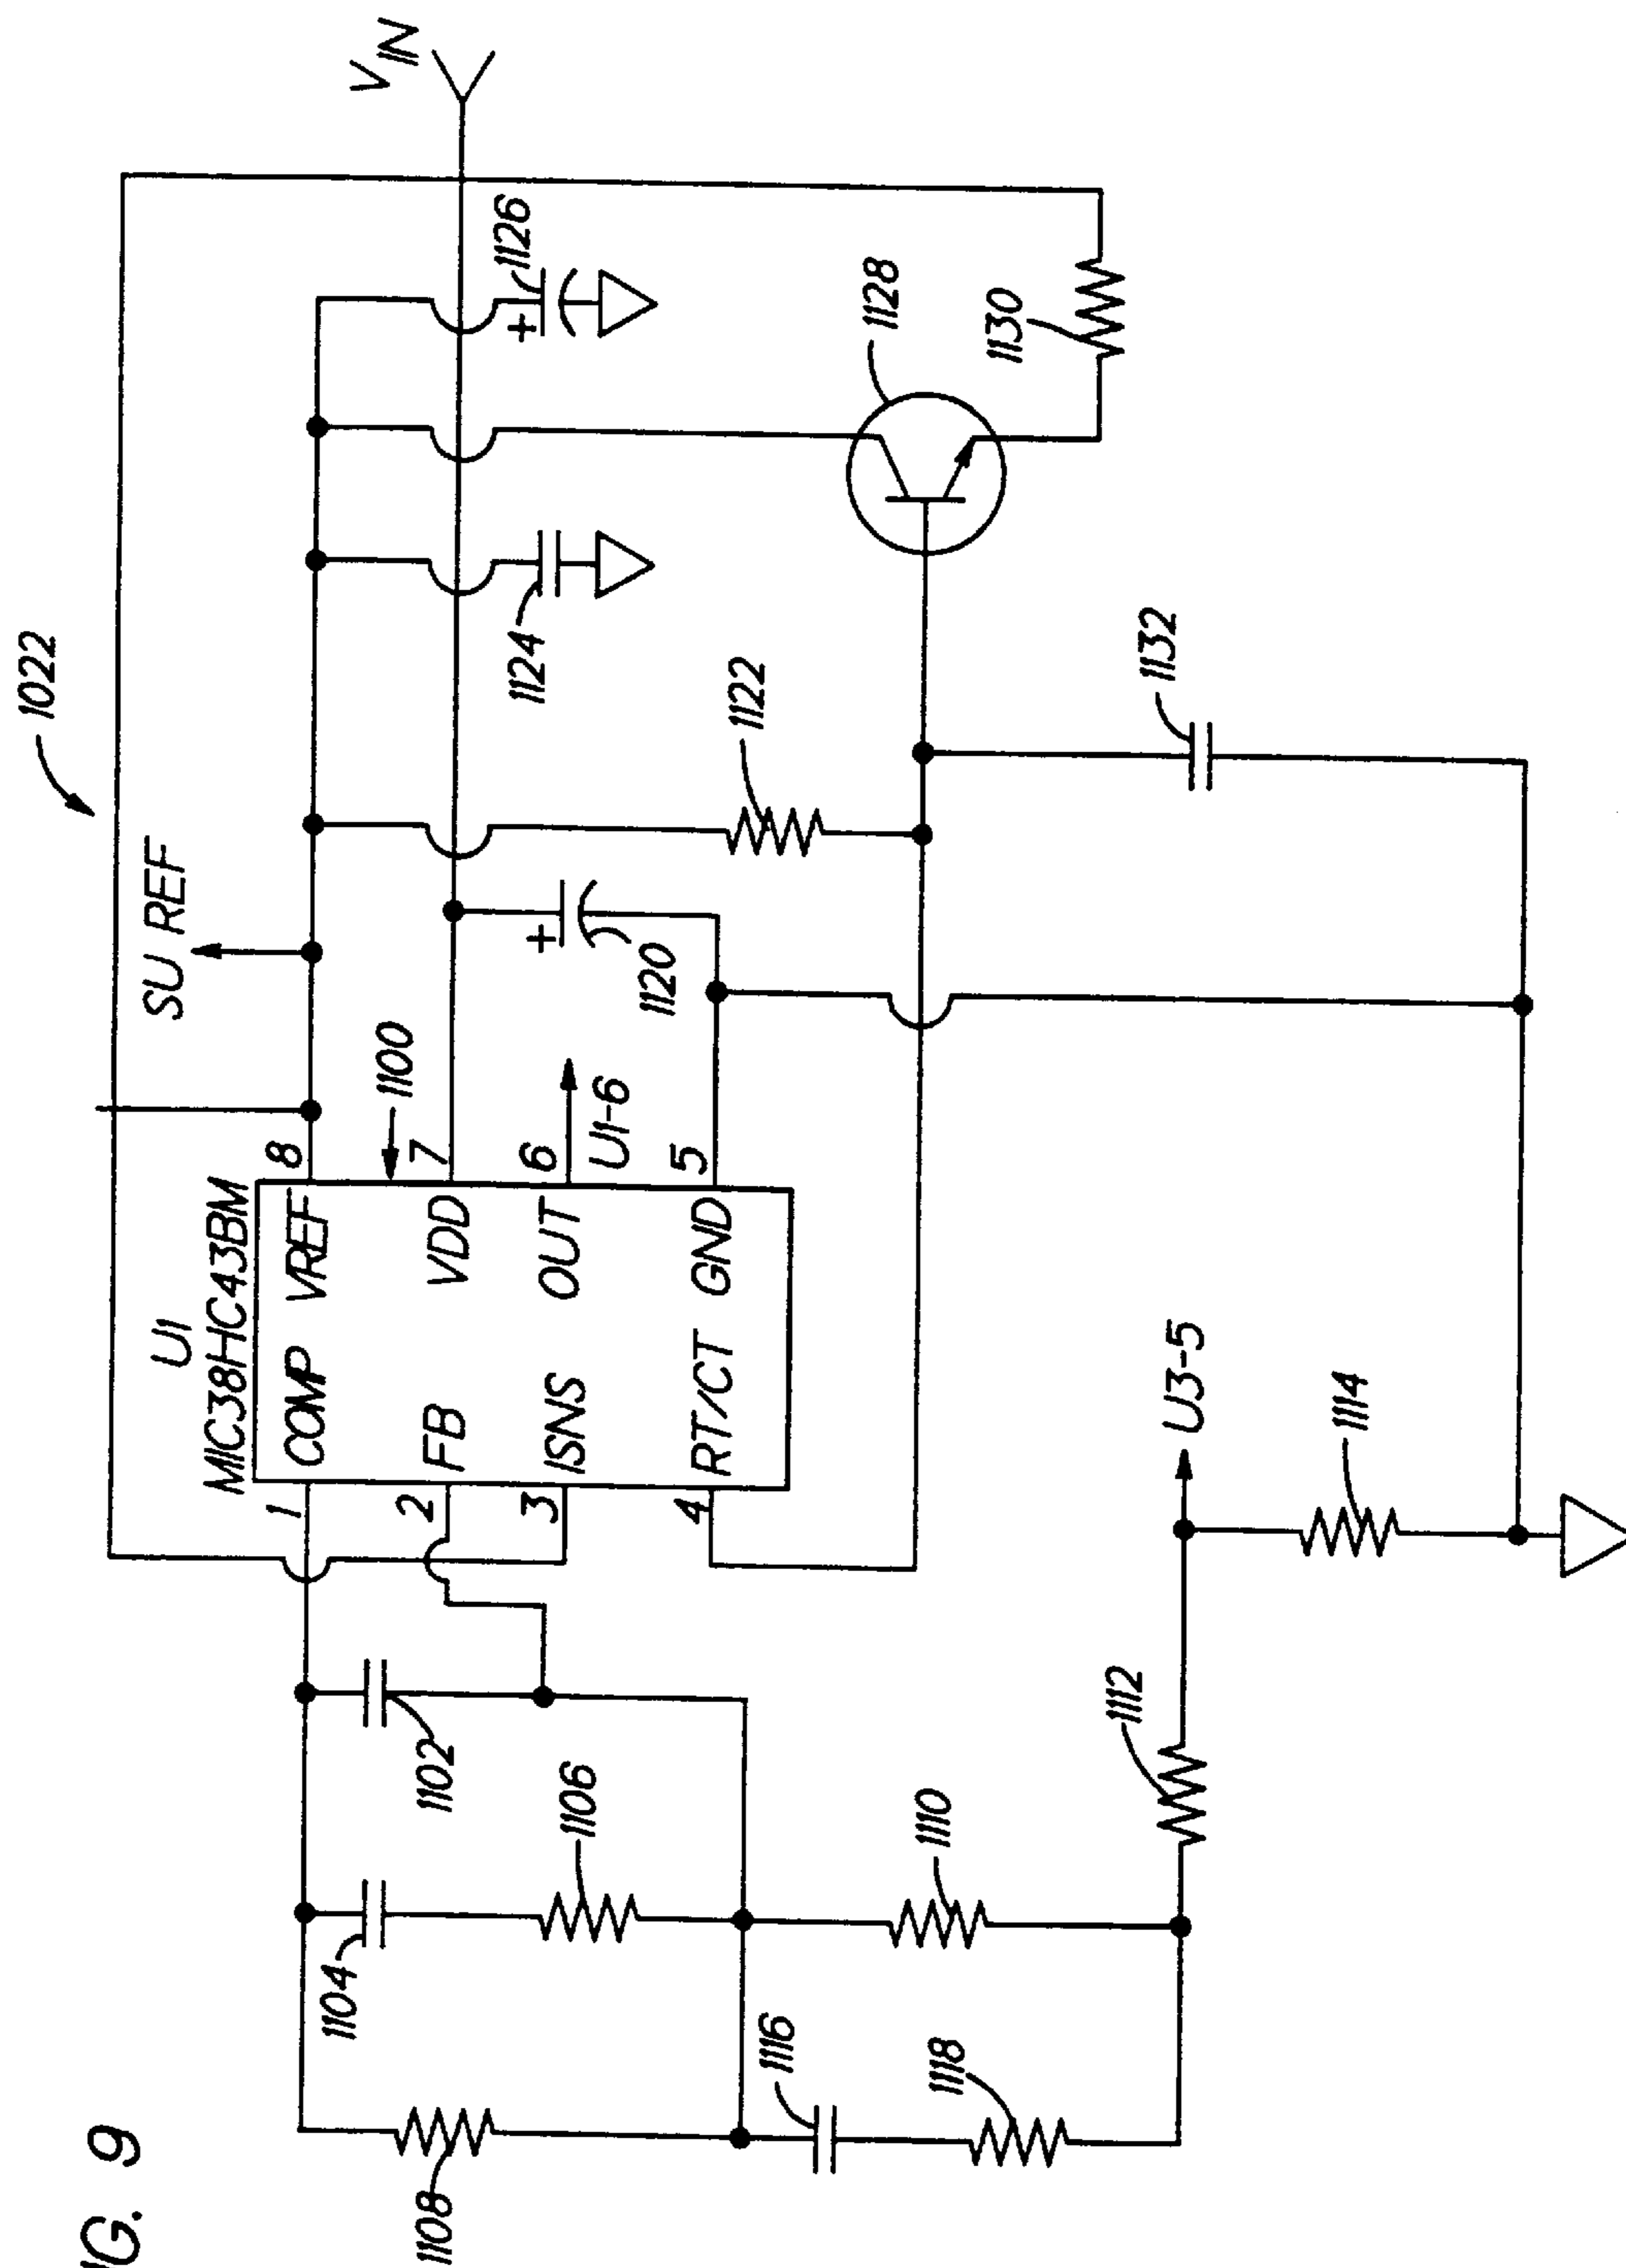 IG. 9
1022
SU REF
U1
MIC38HC43BM
1 COMP VREF 8
2 FB VDD 7
3 ISNS OUT 6
4 RT/CT GND 5
1100
U1-6
VIN
1104
1102
1108
1106
1120
1124
1126
+
+
1122
1116
1110
1118
1112
U3-5
1114
1128
1130
1132